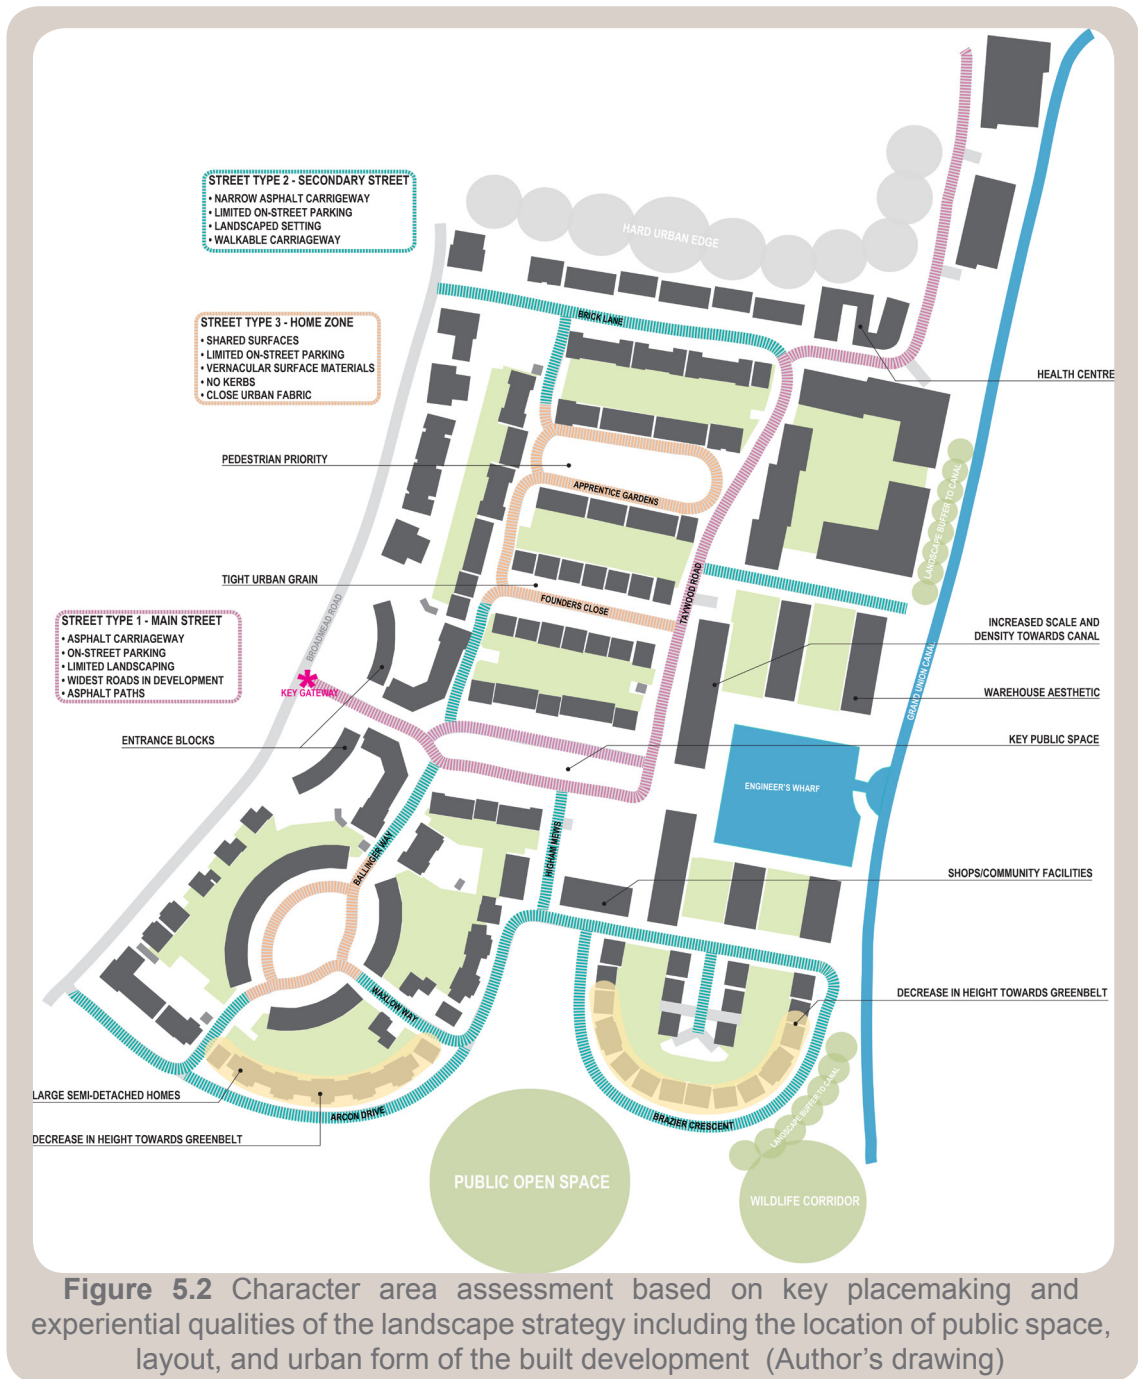 STREET TYPE 2 - SECONDARY STREET
• NARROW ASPHALT CARRIGEWAY
• LIMITED ON-STREET PARKING
• LANDSCAPED SETTING
• WALKABLE CARRIAGEWAY
HARD URBAN EDGE
BRICK LANE
STREET TYPE 3 - HOME ZONE
• SHARED SURFACES
• LIMITED ON-STREET PARKING
• VERNACULAR SURFACE MATERIALS
• NO KERBS
• CLOSE URBAN FABRIC
HEALTH CENTRE
PEDESTRIAN PRIORITY
APPRENTICE GARDENS
LANDSCAPE BUFFER TO CANAL
TIGHT URBAN GRAIN
FOUNDERS CLOSE
TAYWOOD ROAD
BROADMEAD ROAD
STREET TYPE 1 - MAIN STREET
• ASPHALT CARRIAGEWAY
• ON-STREET PARKING
• LIMITED LANDSCAPING
• WIDEST ROADS IN DEVELOPMENT
• ASPHALT PATHS
INCREASED SCALE AND
DENSITY TOWARDS CANAL
GRAND UNION CANAL
WAREHOUSE AESTHETIC
KEY GATEWAY
ENTRANCE BLOCKS
KEY PUBLIC SPACE
ENGINEER'S WHARF
BALLINGER WAY
HIGHAM MEWS
SHOPS/COMMUNITY FACILITIES
WAXLOW WAY
DECREASE IN HEIGHT TOWARDS GREENBELT
LARGE SEMI-DETACHED HOMES
ARCON DRIVE
BRAZIER CRESCENT
LANDSCAPE BUFFER TO CANAL
DECREASE IN HEIGHT TOWARDS GREENBELT
PUBLIC OPEN SPACE
WILDLIFE CORRIDOR
Figure 5.2 Character area assessment based on key placemaking and
experiential qualities of the landscape strategy including the location of public space,
layout, and urban form of the built development (Author's drawing)